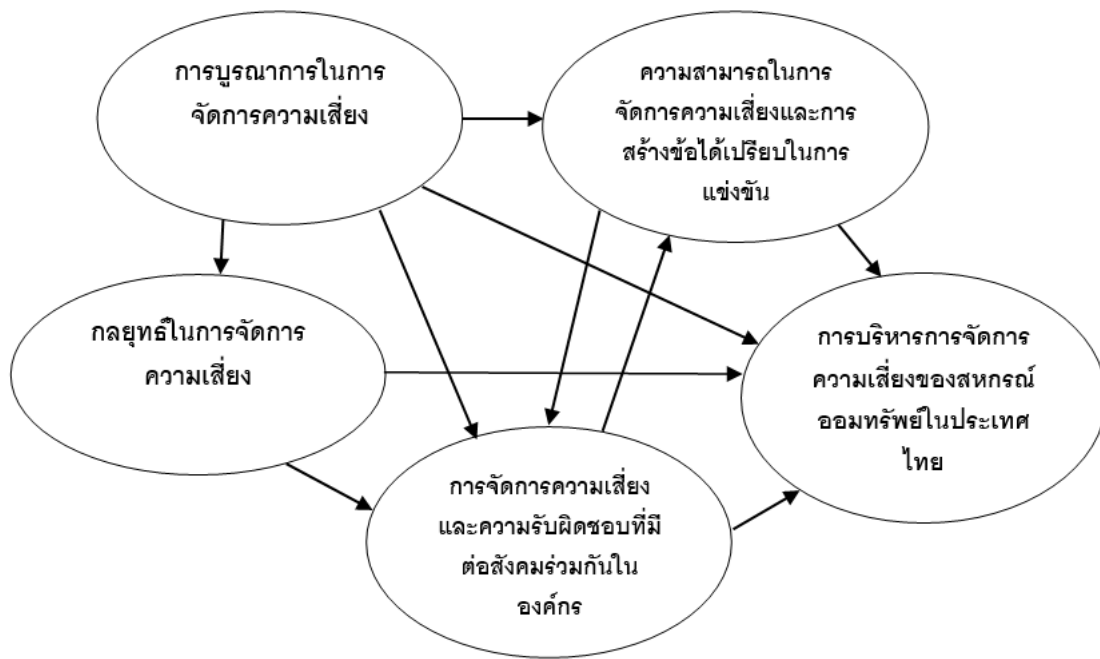 การบูรณาการในการ
จัดการความเสี่ยง
ความสามารถในการ
จัดการความเสี่ยงและการ
สร้างข้อได้เปรียบในการ
แข่งขัน
กลยุทธ์ในการจัดการ
ความเสี่ยง
การบริหารการจัดการ
ความเสี่ยงของสหกรณ์
ออมทรัพย์ในประเทศ
ไทย
การจัดการความเสี่ยง
และความรับผิดชอบที่มี
ต่อสังคมร่วมกันใน
องค์กร